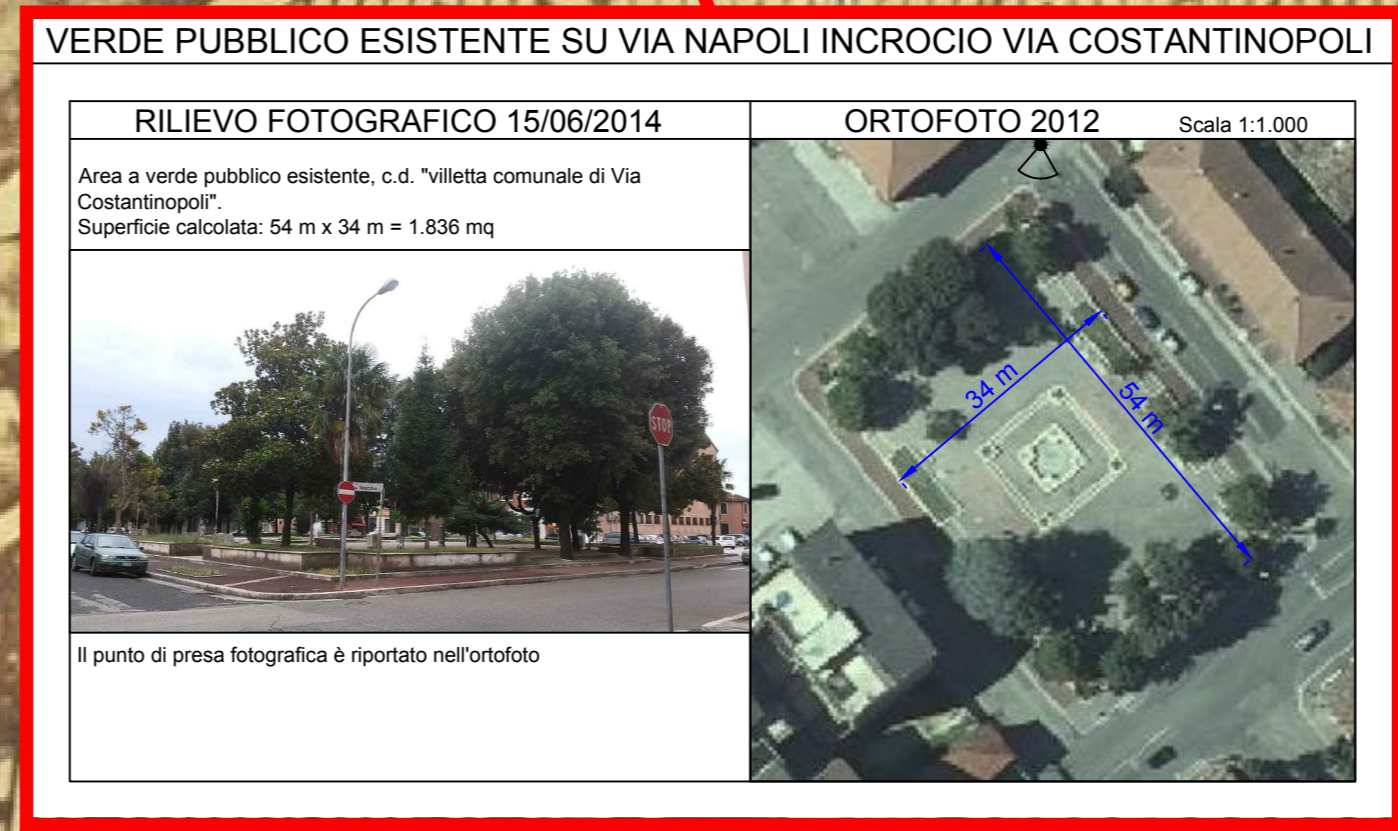 VERDE PUBBLICO ESISTENTE SU VIA NAPOLI INCROCIO VIA COSTANTINOPOLI
RILIEVO FOTOGRAFICO 15/06/2014
Area a verde pubblico esistente, c.d. "villetta comunale di Via
Costantinopoli".
Superficie calcolata: 54 m x 34 m = 1.836 mq
STOP
Il punto di presa fotografica è riportato nell'ortofoto
ORTOFOTO 2012
Scala 1:1.000
34 m
54 m